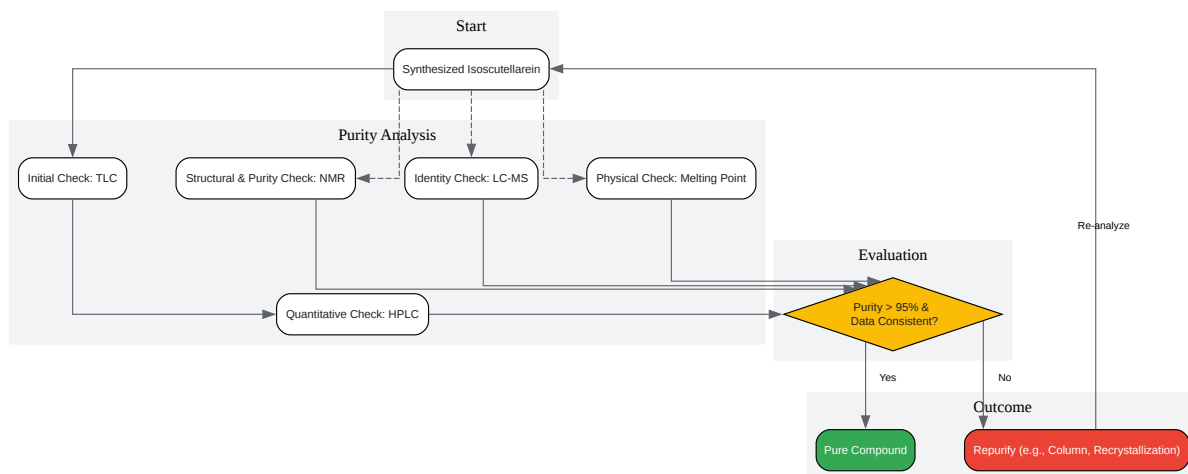 Start
Synthesized Isoscutellarein
Purity Analysis
Initial Check: TLC
Structural & Purity Check: NMR
Identity Check: LC-MS
Physical Check: Melting Point
Re-analyze
Evaluation
Quantitative Check: HPLC
Purity > 95% &
Data Consistent?
Yes
No
Outcome
Pure Compound
Repurify (e.g., Column, Recrystallization)